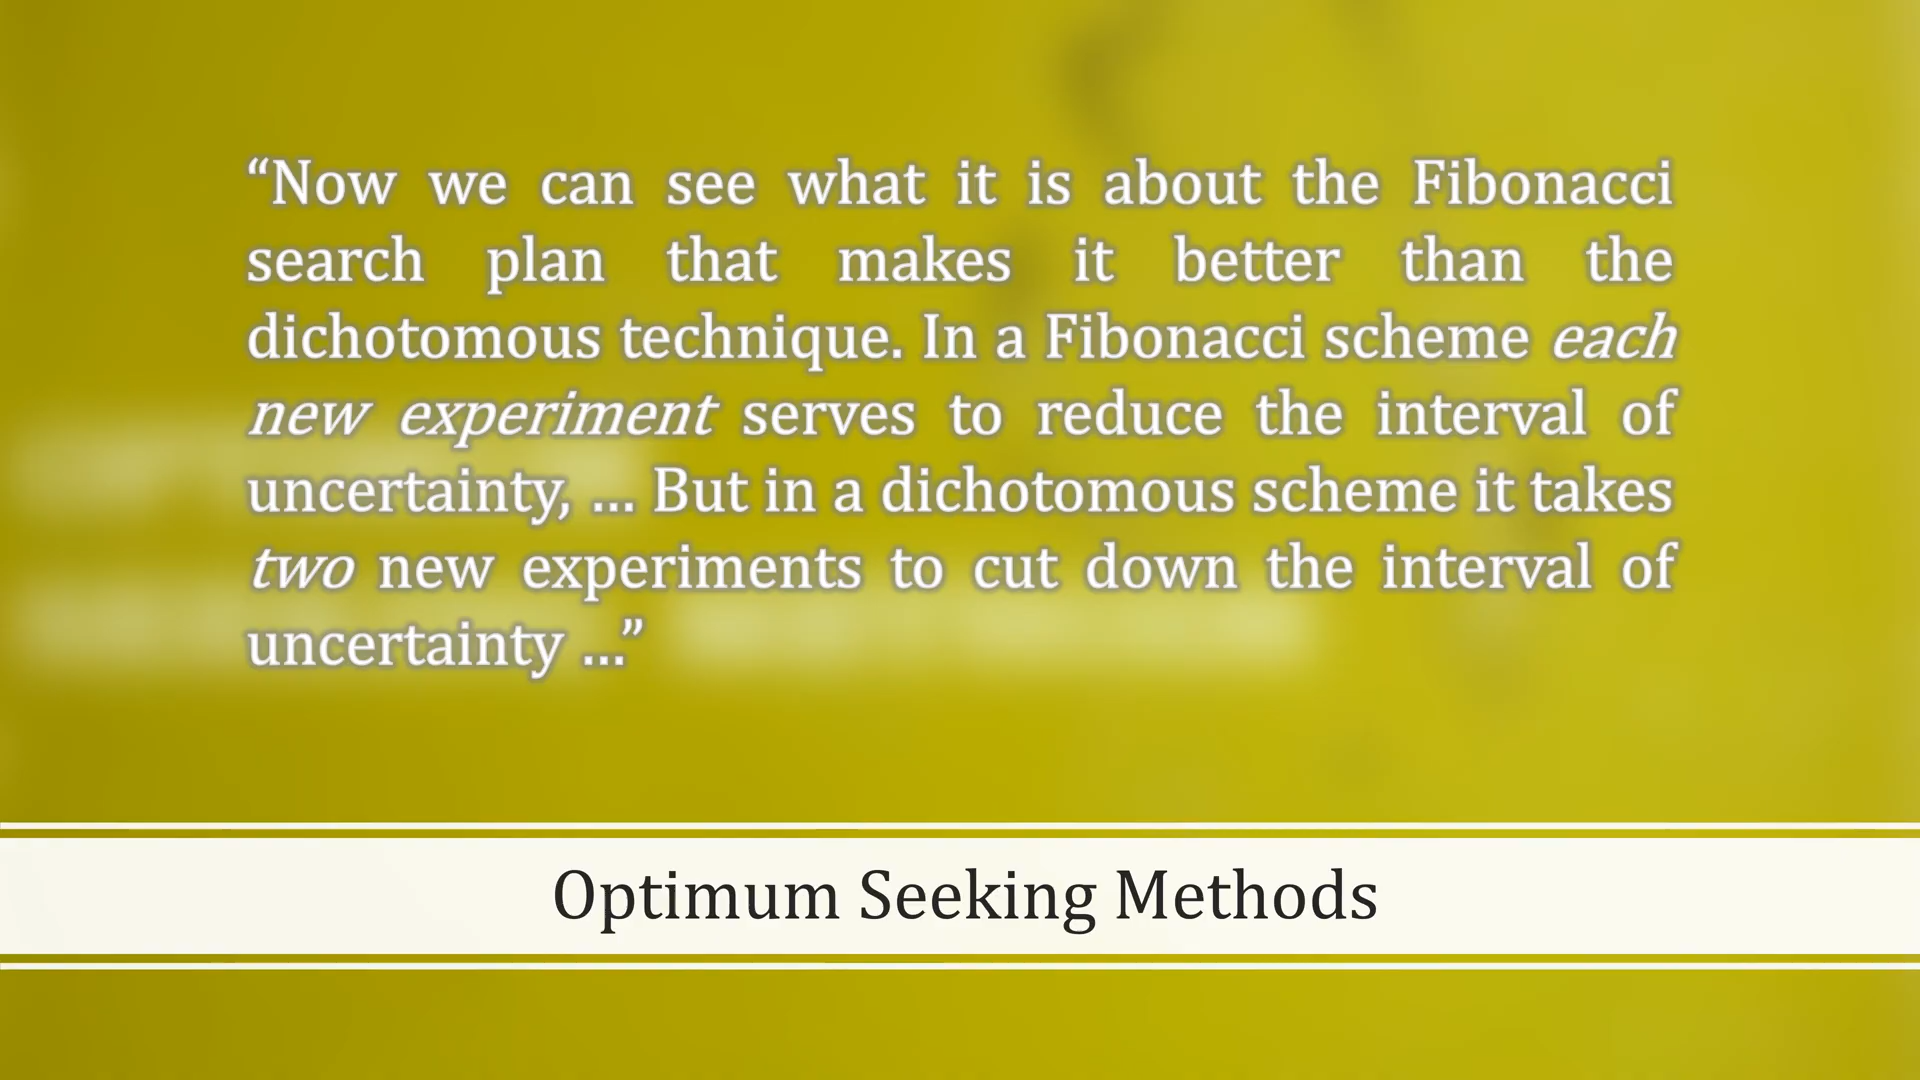 “Now we can see what it is about the Fibonacci
search plan that makes it better than the
dichotomous technique. In a Fibonacci scheme each
new experiment serves to reduce the interval of
uncertainty, ... But in a dichotomous scheme it takes
two new experiments to cut down the interval of
uncertainty ...”
Optimum Seeking Methods